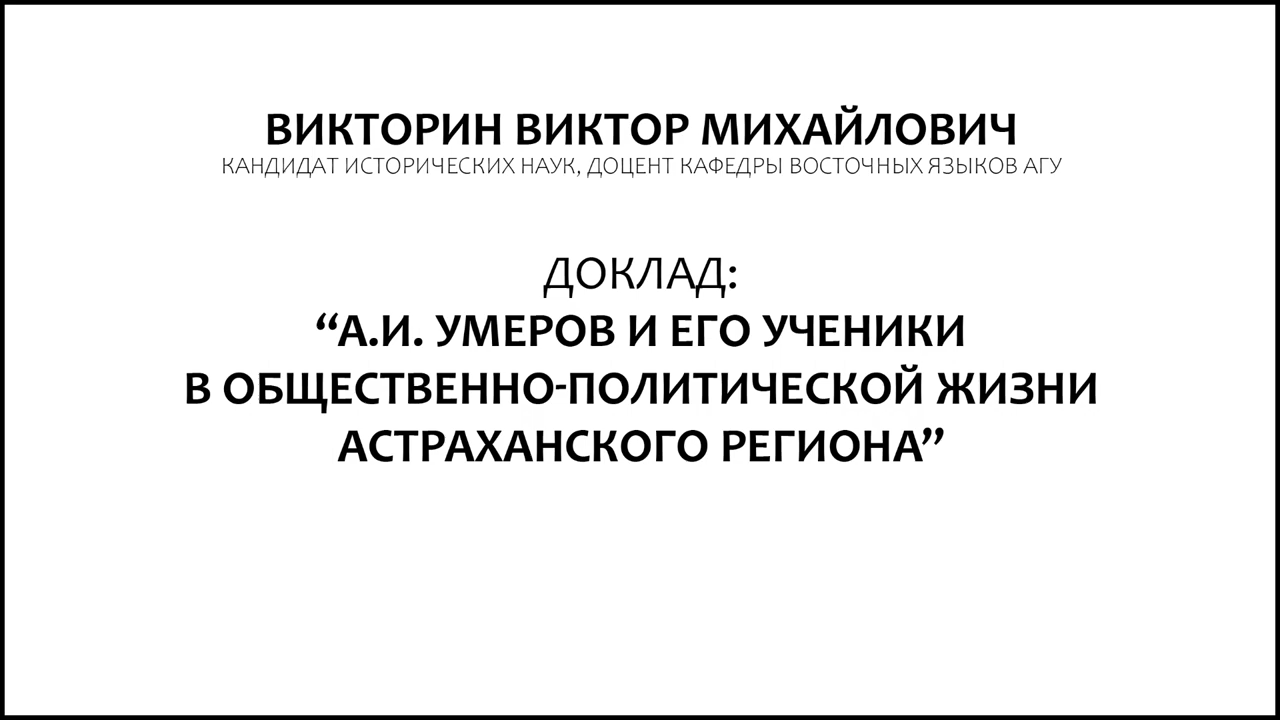 ВИКТОРИН ВИКТОР МИХАЙЛОВИЧ
КАНДИДАТ ИСТОРИЧЕСКИХ НАУК, ДОЦЕНТ КАФЕДРЫ ВОСТОЧНЫХ ЯЗЫКОВ АГУ
ДОКЛАД:
“А.И. УМЕРОВ И ЕГО УЧЕНИКИ
В ОБЩЕСТВЕННО-ПОЛИТИЧЕСКОЙ ЖИЗНИ
АСТРАХАНСКОГО РЕГИОНА”